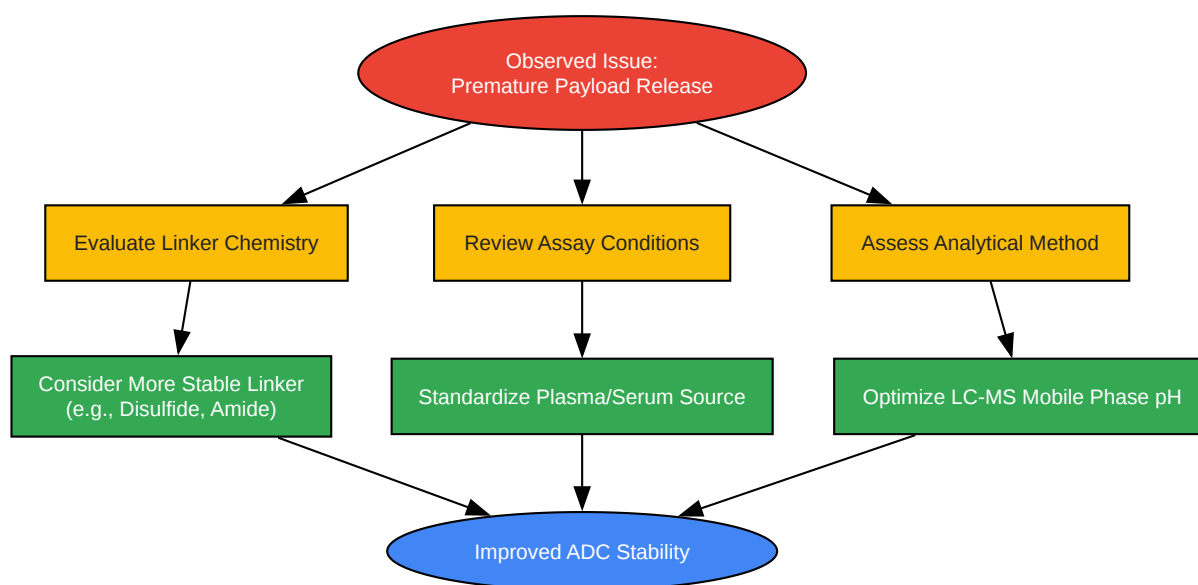 Observed Issue:
Premature Payload Release
Evaluate Linker Chemistry
Review Assay Conditions
Assess Analytical Method
Consider More Stable Linker
(e.g., Disulfide, Amide)
Standardize Plasma/Serum Source
Optimize LC-MS Mobile Phase pH
Improved ADC Stability